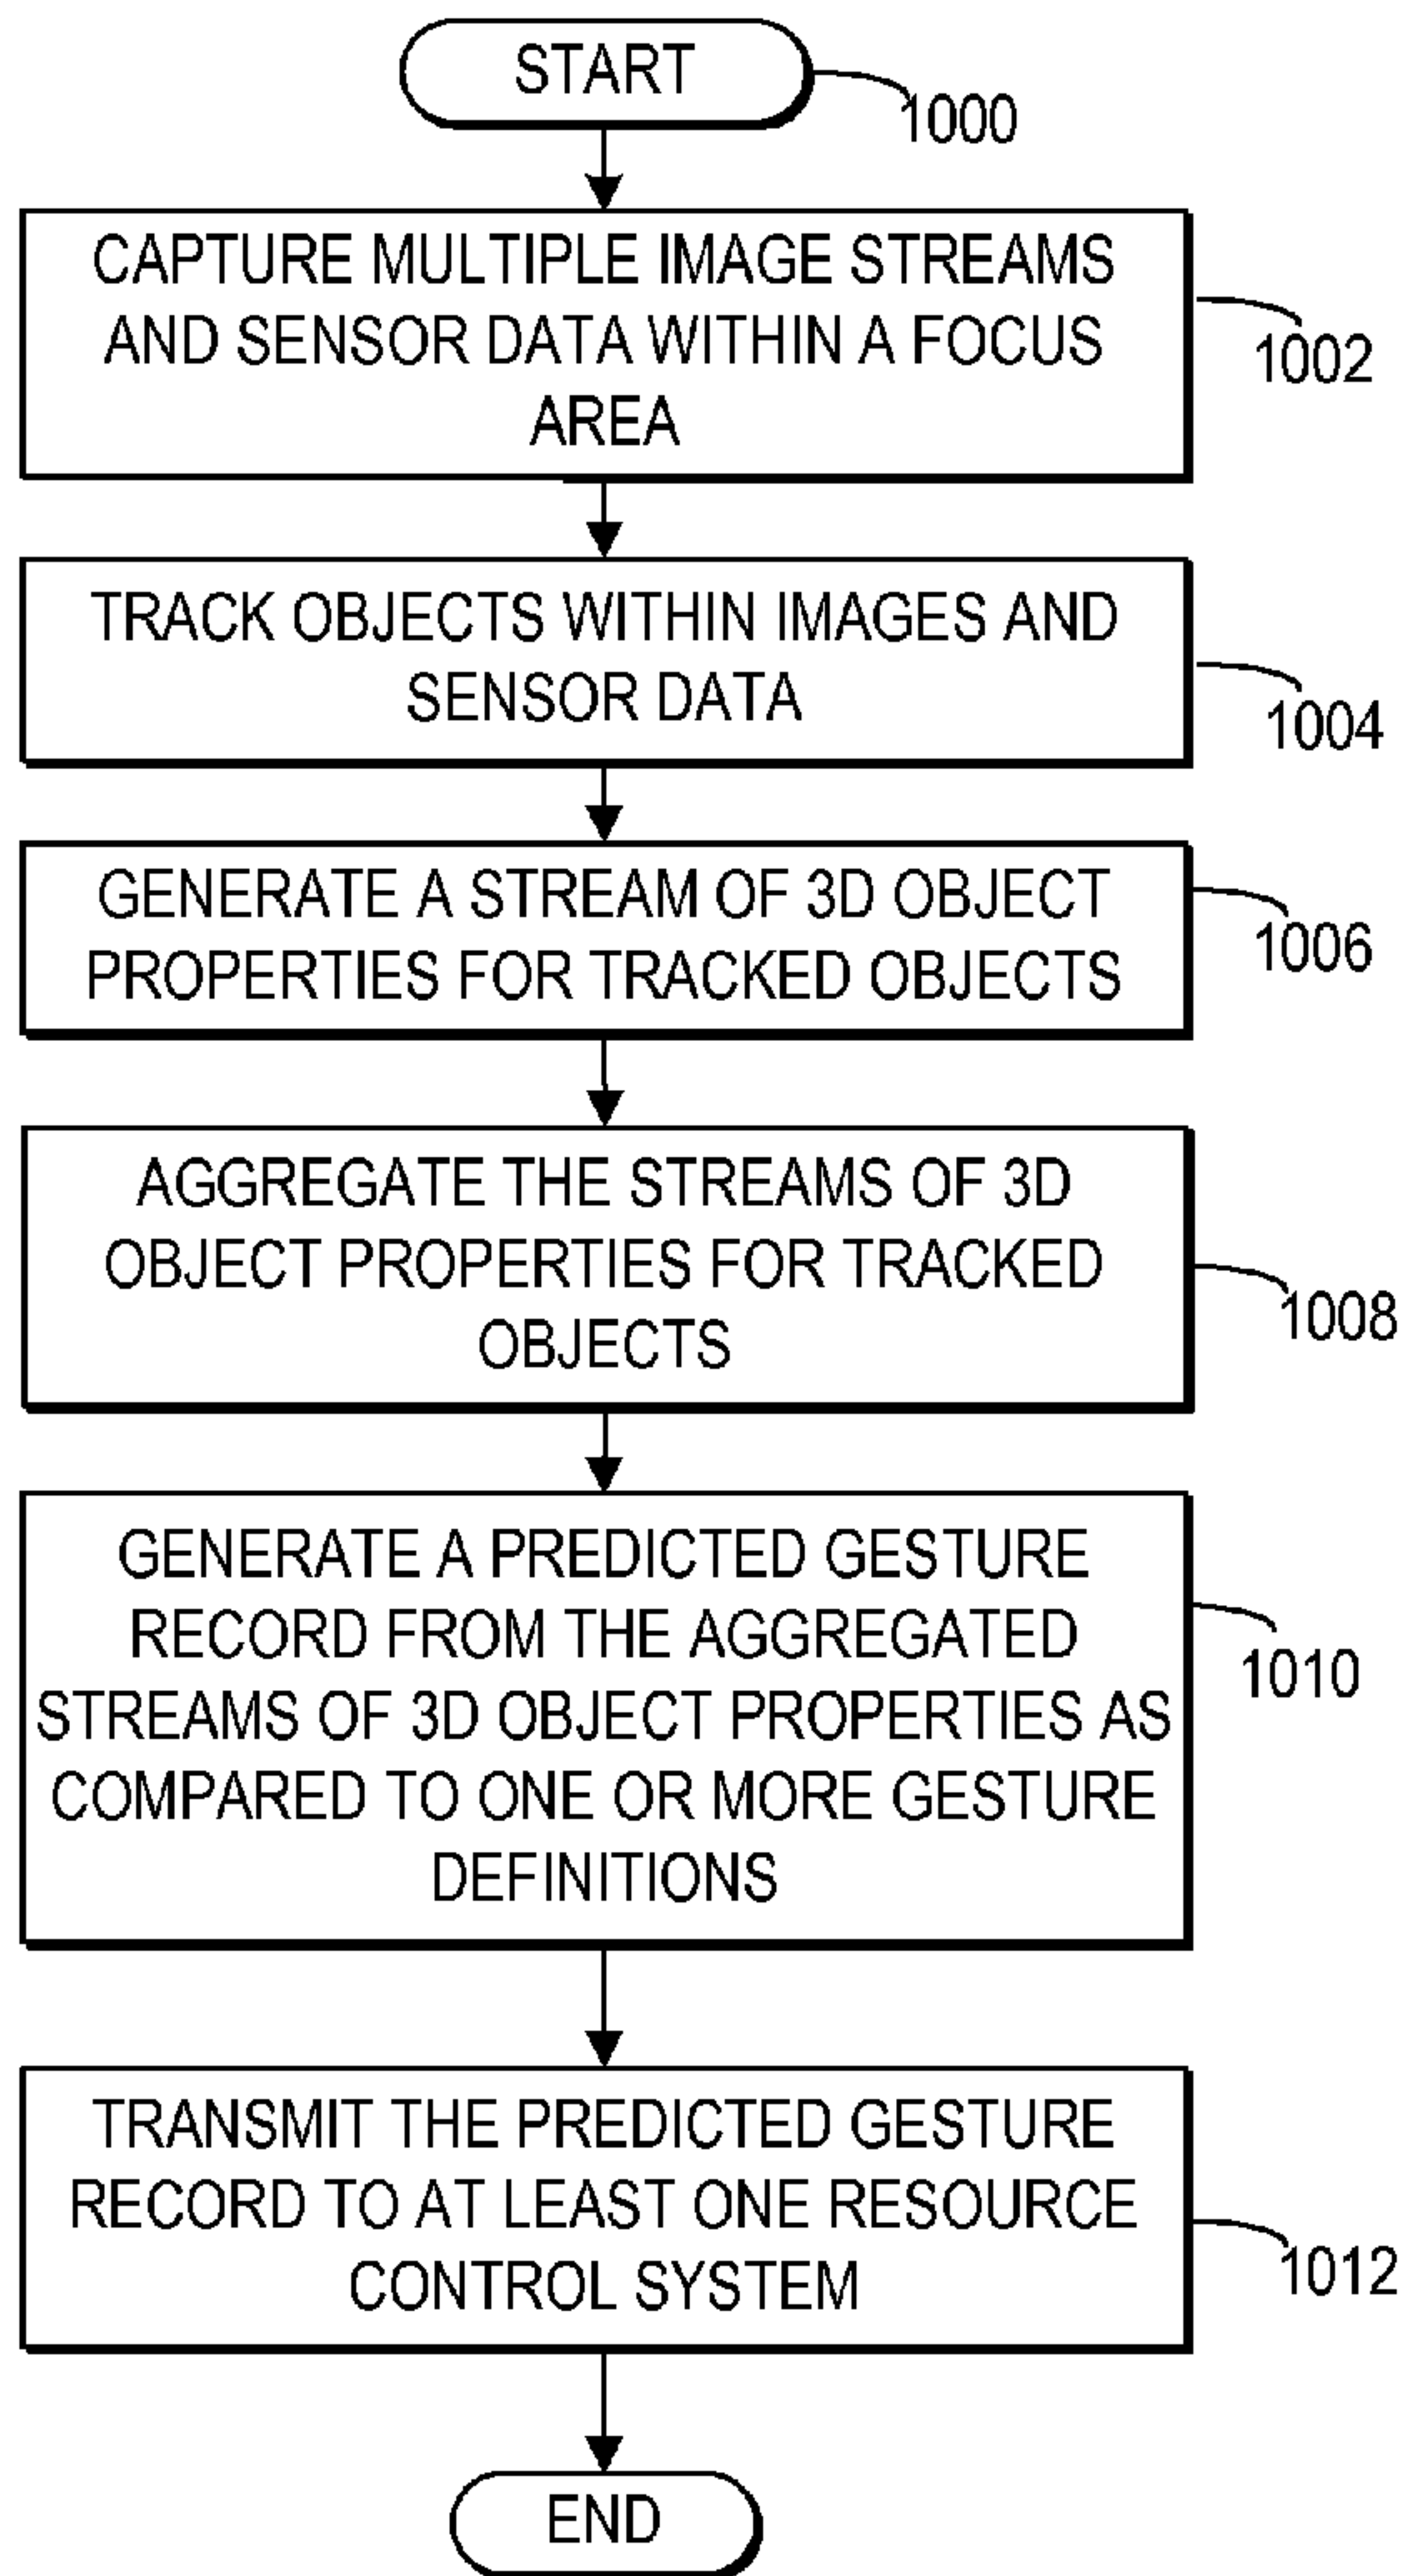 START
1000
CAPTURE MULTIPLE IMAGE STREAMS
AND SENSOR DATA WITHIN A FOCUS
AREA
1002
TRACK OBJECTS WITHIN IMAGES AND
SENSOR DATA
1004
GENERATE A STREAM OF 3D OBJECT
PROPERTIES FOR TRACKED OBJECTS
1006
AGGREGATE THE STREAMS OF 3D
OBJECT PROPERTIES FOR TRACKED
OBJECTS
1008
GENERATE A PREDICTED GESTURE
RECORD FROM THE AGGREGATED
STREAMS OF 3D OBJECT PROPERTIES AS
COMPARED TO ONE OR MORE GESTURE
DEFINITIONS
1010
TRANSMIT THE PREDICTED GESTURE
RECORD TO AT LEAST ONE RESOURCE
CONTROL SYSTEM
1012
END